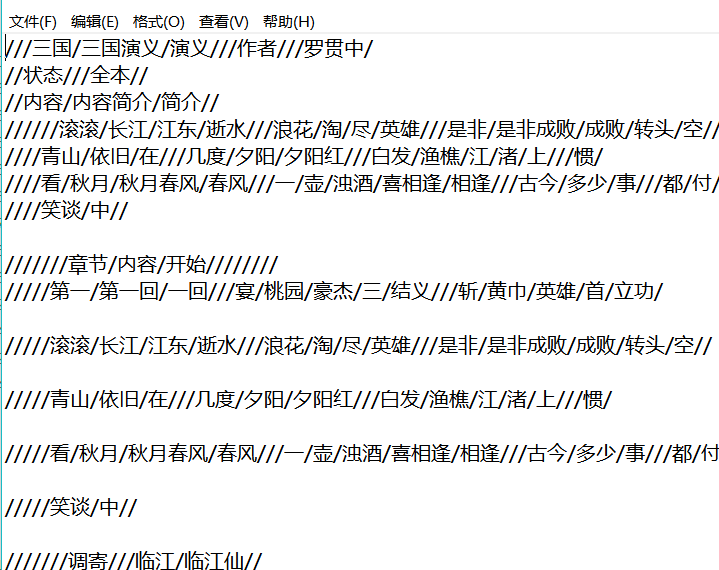 文件(F) 编辑(E) 格式(O) 查看(V) 帮助(H)
///三国/三国演义/演义///作者///罗贯中/
//状态///全本//
//内容/内容简介/简介//
//////滚滚/长江/江东/逝水///浪花/淘/尽/英雄///是非/是非成败/成败/转头/空//
////青山/依旧/在///几度/夕阳/夕阳红///白发/渔樵/江/渚/上///惯/
////看/秋月/秋月春风/春风///一/壶/浊酒/喜相逢/相逢///古今/多少/事///都/付/
////笑谈/中//
///////章节/内容/开始////////
/////第一/第一回/一回///宴/桃园/豪杰/三/结义///斩/黄巾/英雄/首/立功/
/////滚滚/长江/江东/逝水///浪花/淘/尽/英雄///是非/是非成败/成败/转头/空//
/////青山/依旧/在///几度/夕阳/夕阳红///白发/渔樵/江/渚/上///惯/
/////看/秋月/秋月春风/春风///一/壶/浊酒/喜相逢/相逢///古今/多少/事///都/付
/////笑谈/中//
///////调寄///临江/临江仙//